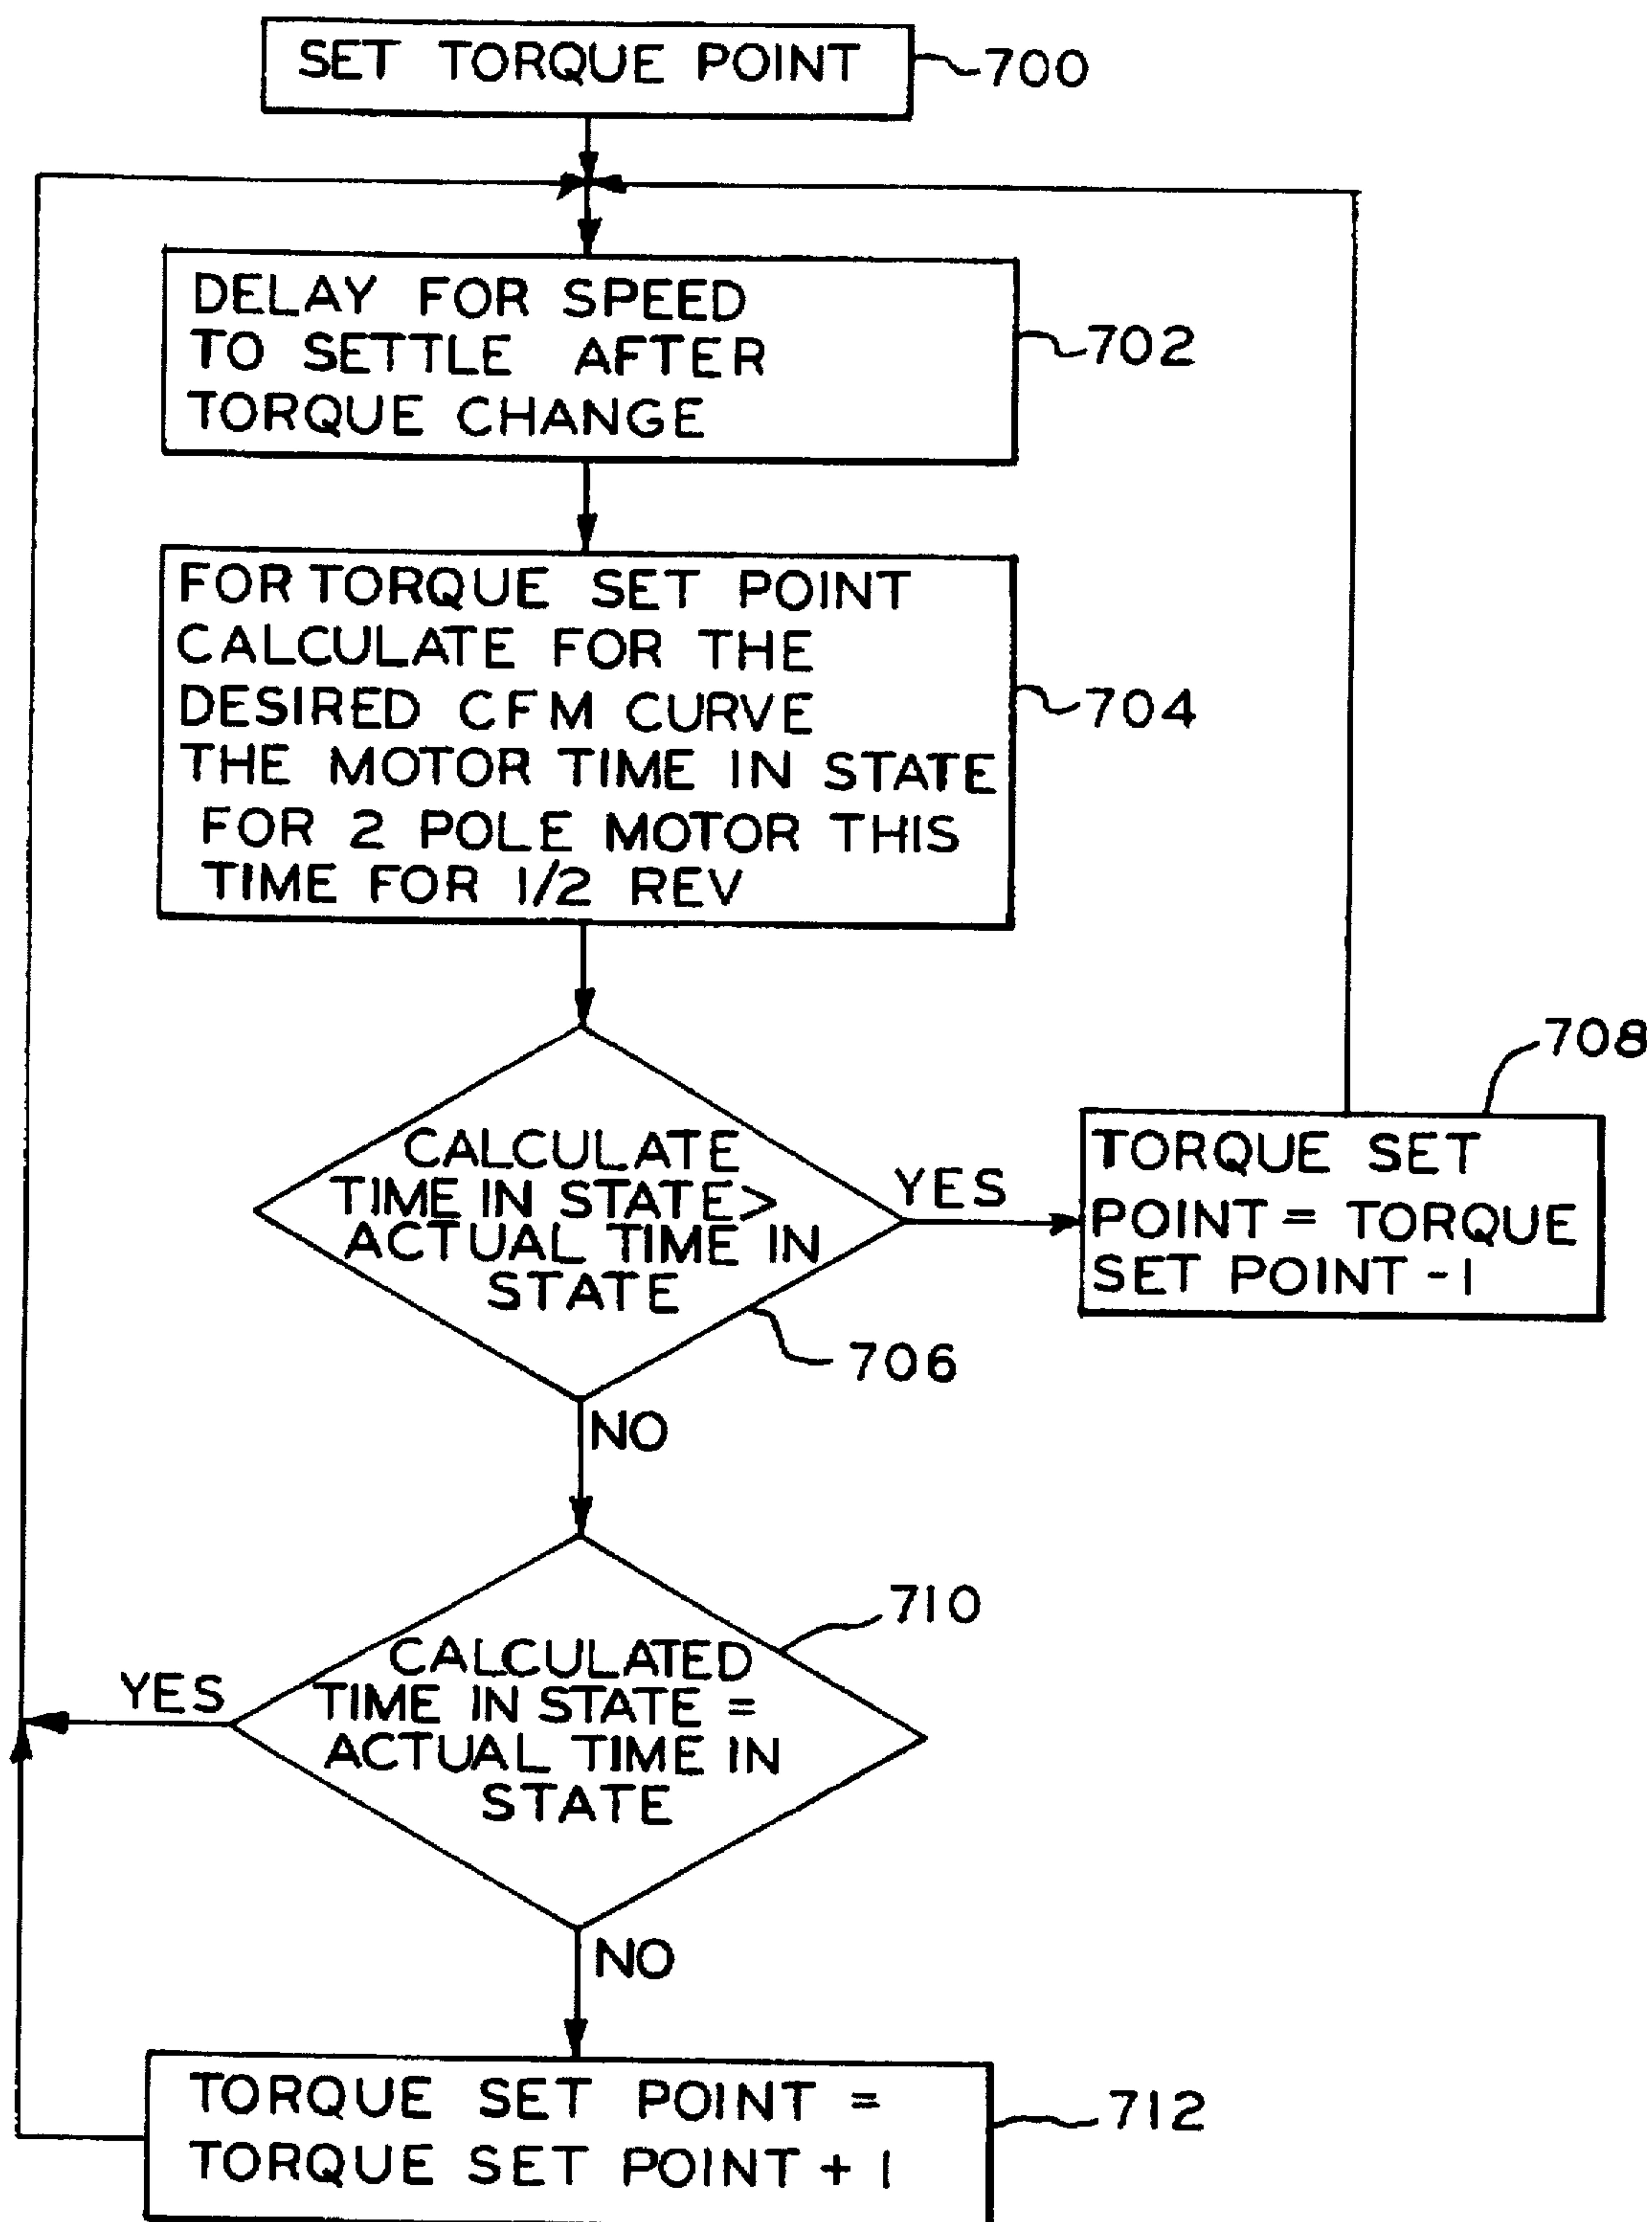 SET TORQUE POINT
700
DELAY FOR SPEED
TO SETTLE AFTER
TORQUE CHANGE
702
FOR TORQUE SET POINT
CALCULATE FOR THE
DESIRED CFM CURVE
THE MOTOR TIME IN STATE
FOR 2 POLE MOTOR THIS
TIME FOR 1/2 REV
704
CALCULATE
TIME IN STATE>
ACTUAL TIME IN
STATE
706
YES
708
TORQUE SET
POINT = TORQUE
SET POINT -1
NO
710
CALCULATED
TIME IN STATE =
ACTUAL TIME IN
STATE
YES
NO
TORQUE SET POINT =
TORQUE SET POINT + 1
712